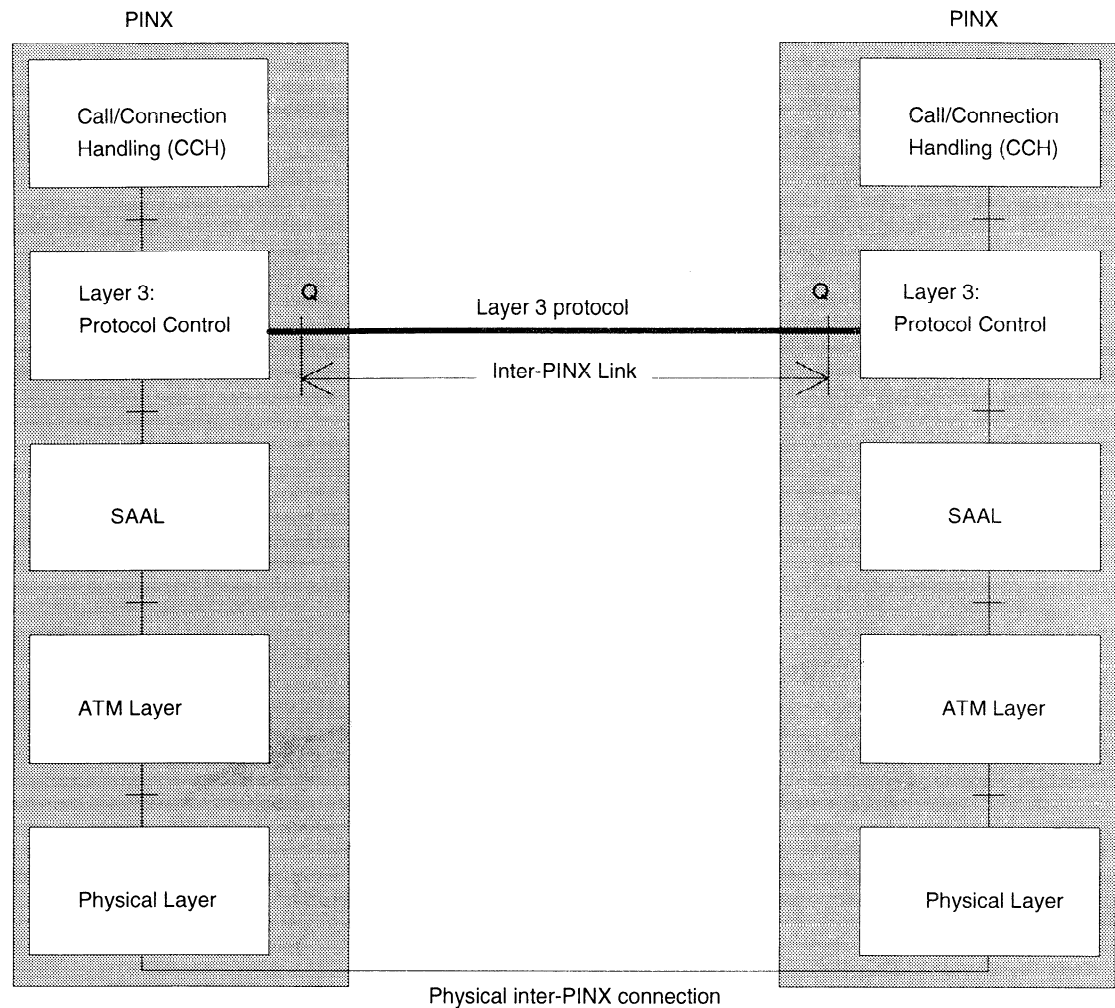 PINX
PINX
Call/Connection
Handling (CCH)
Call/Connection
Handling (CCH)
Layer 3:
Protocol Control
Q
Layer 3 protocol
Q
Layer 3:
Protocol Control
Inter-PINX Link
SAAL
SAAL
ATM Layer
ATM Layer
Physical Layer
Physical Layer
Physical inter-PINX connection